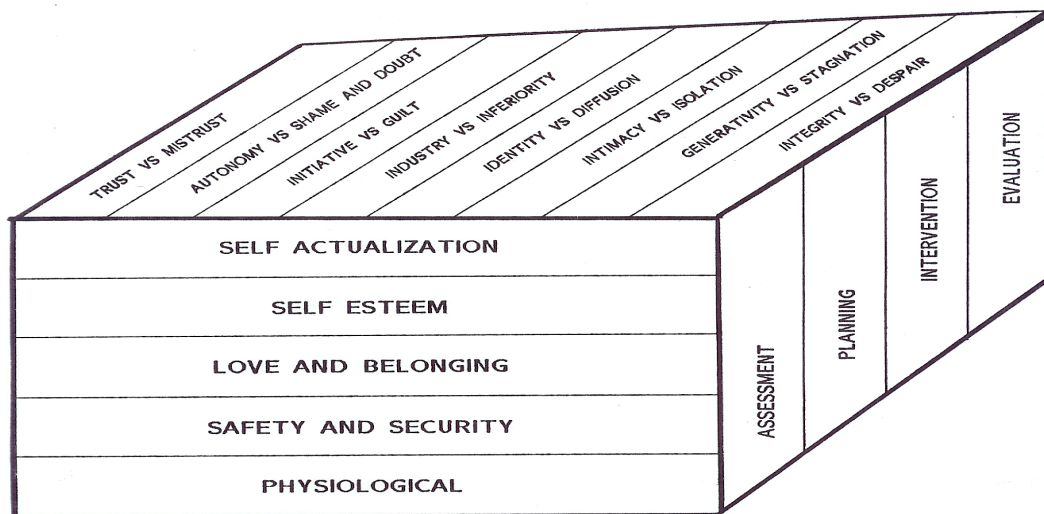 TRUST VS MISTRUST
AUTONOMY VS SHAME AND DOUBT
INITIATIVE VS GUILT
INDUSTRY VS INFERIORITY
IDENTITY VS DIFFUSION
INTIMACY VS ISOLATION
GENERATIVITY VS STAGNATION
INTEGRITY VS DESPAIR
SELF ACTUALIZATION
SELF ESTEEM
LOVE AND BELONGING
SAFETY AND SECURITY
PHYSIOLOGICAL
ASSESSMENT
PLANNING
INTERVENTION
EVALUATION